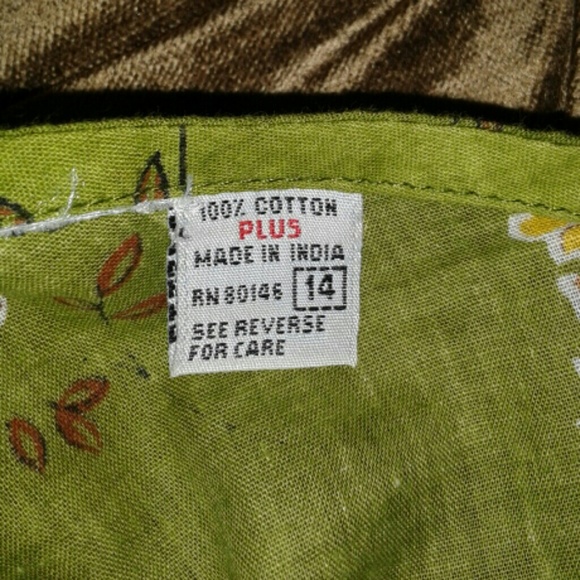 100% COTTON
PLUS
MADE IN INDIA
RN 80146 14
SEE REVERSE
FOR CARE